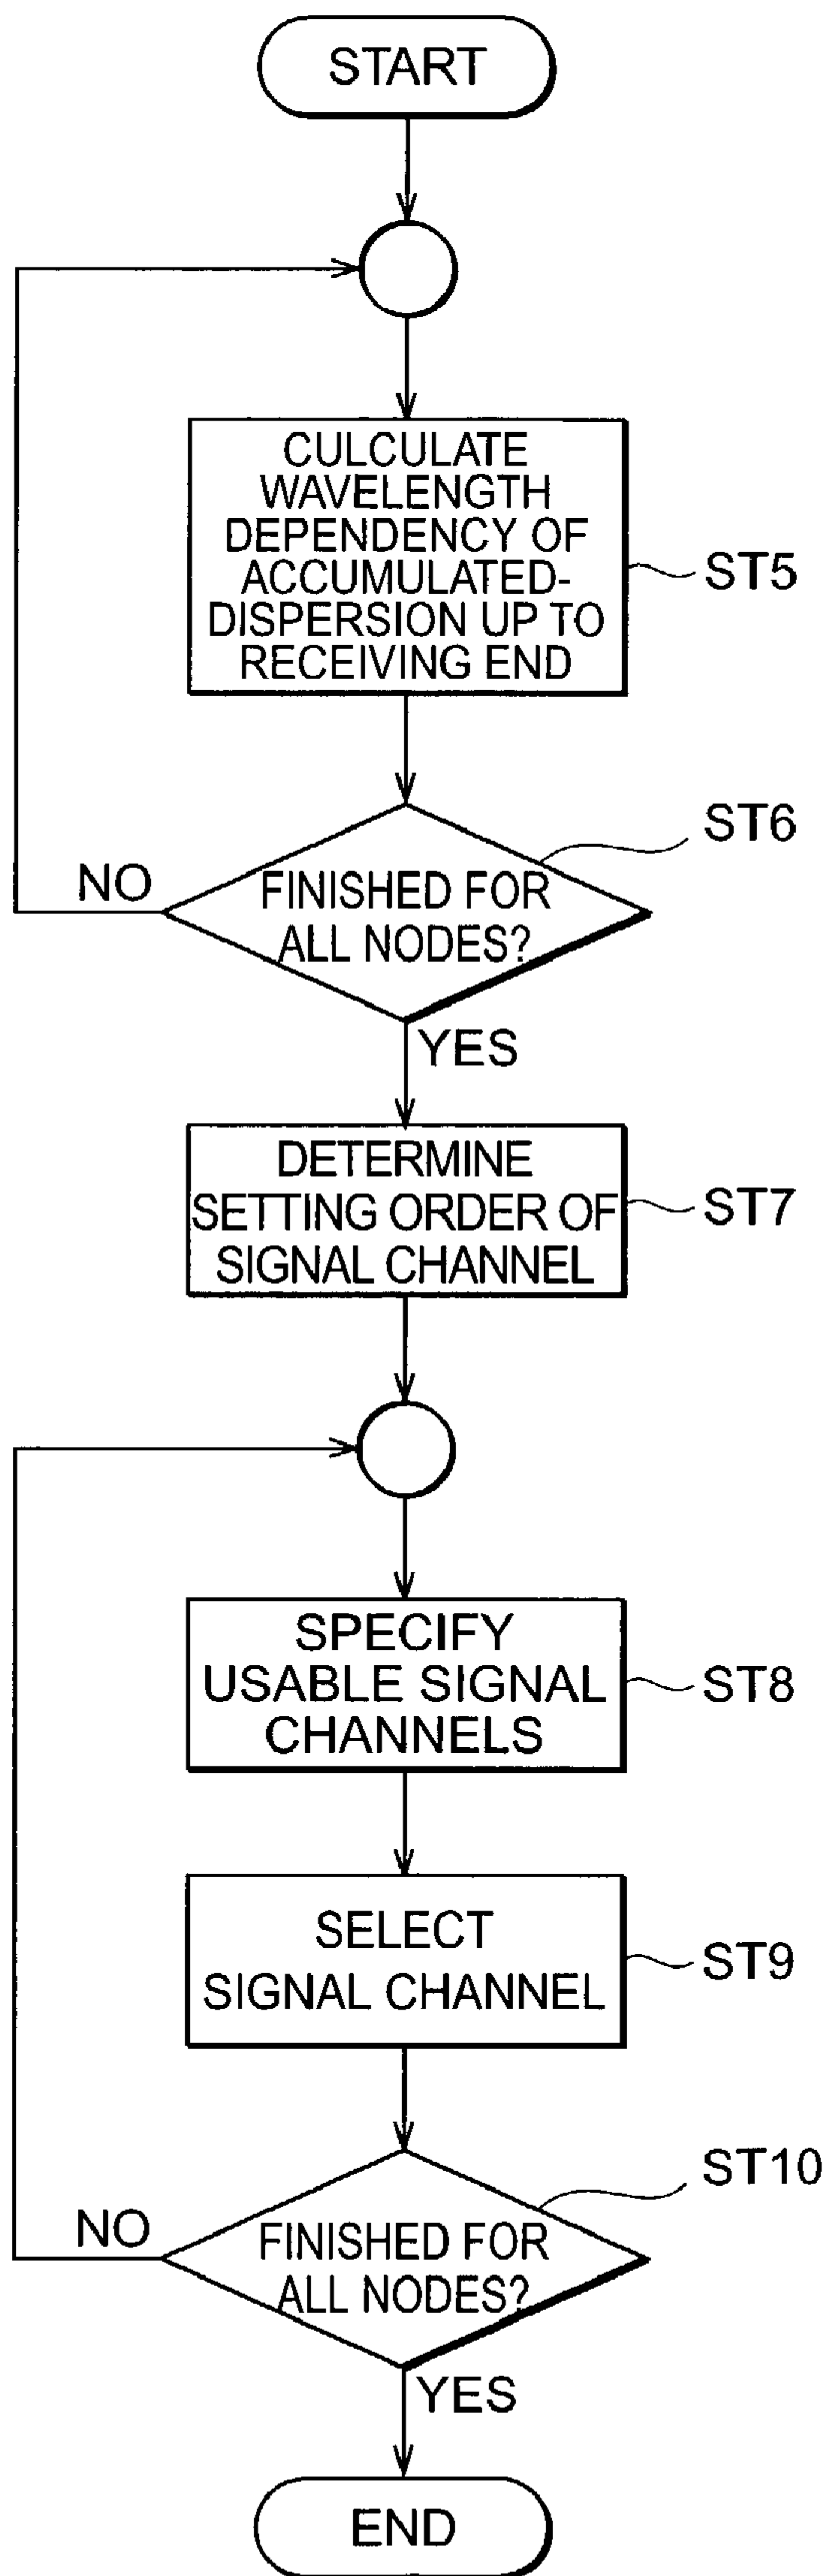 START
CULCULATE
WAVELENGTH
DEPENDENCY OF
ACCUMULATED-
DISPERSION UP TO
RECEIVING END
ST5
ST6
NO
FINISHED FOR
ALL NODES?
YES
DETERMINE
SETTING ORDER OF
SIGNAL CHANNEL
ST7
SPECIFY
USABLE SIGNAL
CHANNELS
ST8
SELECT
SIGNAL CHANNEL
ST9
ST10
NO
FINISHED FOR
ALL NODES?
YES
END